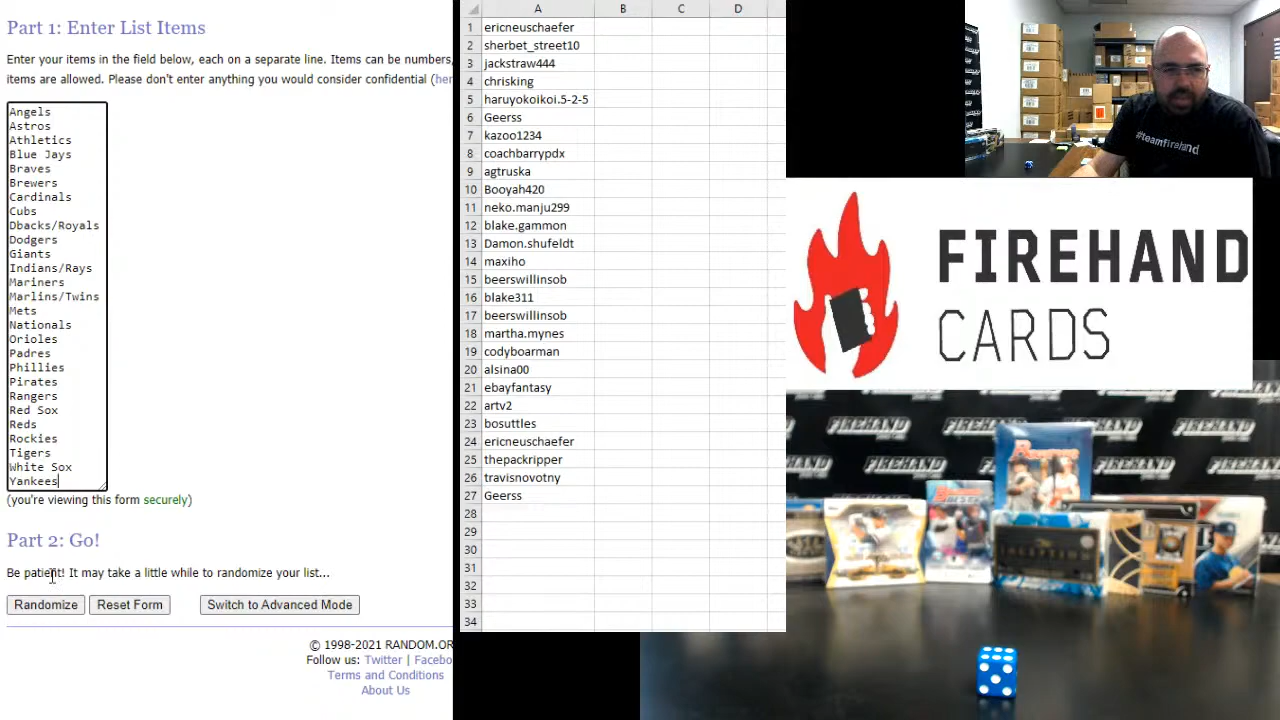 Part 1: Enter List Items
Enter your items in the field below, each on a separate line. Items can be numbers,
items are allowed. Please don't enter anything you would consider confidential (her
Angels
Astros
Athletics
Blue Jays
Braves
Brewers
Cardinals
Cubs
Dbacks/Royals
Dodgers
Giants
Indians/Rays
Mariners
Marlins/Twins
Mets
Nationals
Orioles
Padres
Phillies
Pirates
Rangers
Red Sox
Reds
Rockies
Tigers
White Sox
Yankees
(you're viewing this form securely)
Part 2: Go!
Be patient! It may take a little while to randomize your list...
Randomize Reset Form Switch to Advanced Mode
© 1998-2021 RANDOM.OR
Follow us: Twitter | Facebo
Terms and Conditions
About Us
A B C D
1 ericneuschaefer
2 sherbet_street10
3 jackstraw444
4 chrisking
5 haruyokoikoi.5-2-5
6 Geerss
7 kazoo1234
8 coachbarrypdx
9 agtruska
10 Booyah420
11 neko.manju299
12 blake.gammon
13 Damon.shufeldt
14 maxiho
15 beerswillinsob
16 blake311
17 beerswillinsob
18 martha.mynes
19 codyboarman
20 alsina00
21 ebayfantasy
22 artv2
23 bosuttles
24 ericneuschaefer
25 thepackripper
26 travisnovotny
27 Geerss
28
29
30
31
32
33
34
#teamfirehand
FIREHAND
CARDS
FIREHAND
FIREHAND
Bowman
INCEPTION